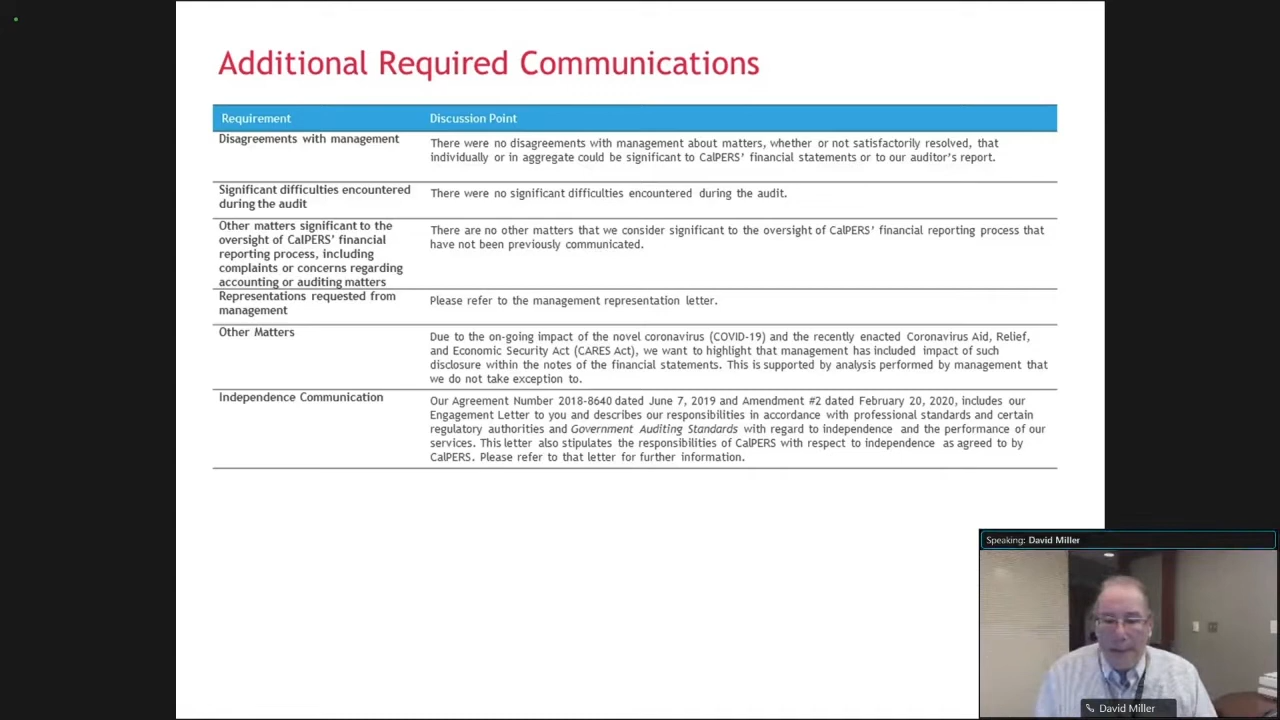 Additional Required Communications
Requirement
Discussion Point
Disagreements with management
There were no disagreements with management about matters, whether or not satisfactorily resolved, that
individually or in aggregate could be significant to CalPERS' financial statements or to our auditor's report.
Significant difficulties encountered
during the audit
There were no significant difficulties encountered during the audit.
Other matters significant to the
oversight of CalPERS' financial
reporting process, including
complaints or concerns regarding
accounting or auditing matters
There are no other matters that we consider significant to the oversight of CalPERS' financial reporting process that
have not been previously communicated.
Representations requested from
management
Please refer to the management representation letter.
Other Matters
Due to the on-going impact of the novel coronavirus (COVID-19) and the recently enacted Coronavirus Aid, Relief,
and Economic Security Act (CARES Act), we want to highlight that management has included impact of such
disclosure within the notes of the financial statements. This is supported by analysis performed by management that
we do not take exception to.
Independence Communication
Our Agreement Number 2018-8640 dated June 7, 2019 and Amendment #2 dated February 20, 2020, includes our
Engagement Letter to you and describes our responsibilities in accordance with professional standards and certain
regulatory authorities and Government Auditing Standards with regard to independence and the performance of our
services. This letter also stipulates the responsibilities of CalPERS with respect to independence as agreed to by
CalPERS. Please refer to that letter for further information.
Speaking: David Miller
David Miller